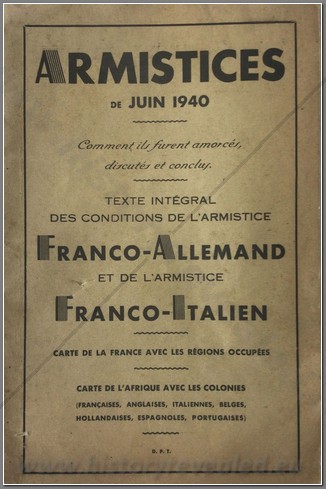 ARMISTICES
DE JUIN 1940
Comment ils furent amorcés,
discutés et conclus.
TEXTE INTÉGRAL
DES CONDITIONS DE L'ARMISTICE
FRANCO-ALLEMAND
ET DE L'ARMISTICE
FRANCO-ITALIEN
CARTE DE LA FRANCE AVEC LES RÉGIONS OCCUPÉES
CARTE DE L'AFRIQUE AVEC LES COLONIES
(FRANÇAISES, ANGLAISES, ITALIENNES, BELGES,
HOLLANDAISES, ESPAGNOLES, PORTUGAISES)